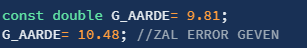 const double G_AARDE= 9.81;
G_AARDE= 10.48; //ZAL ERROR GEVEN